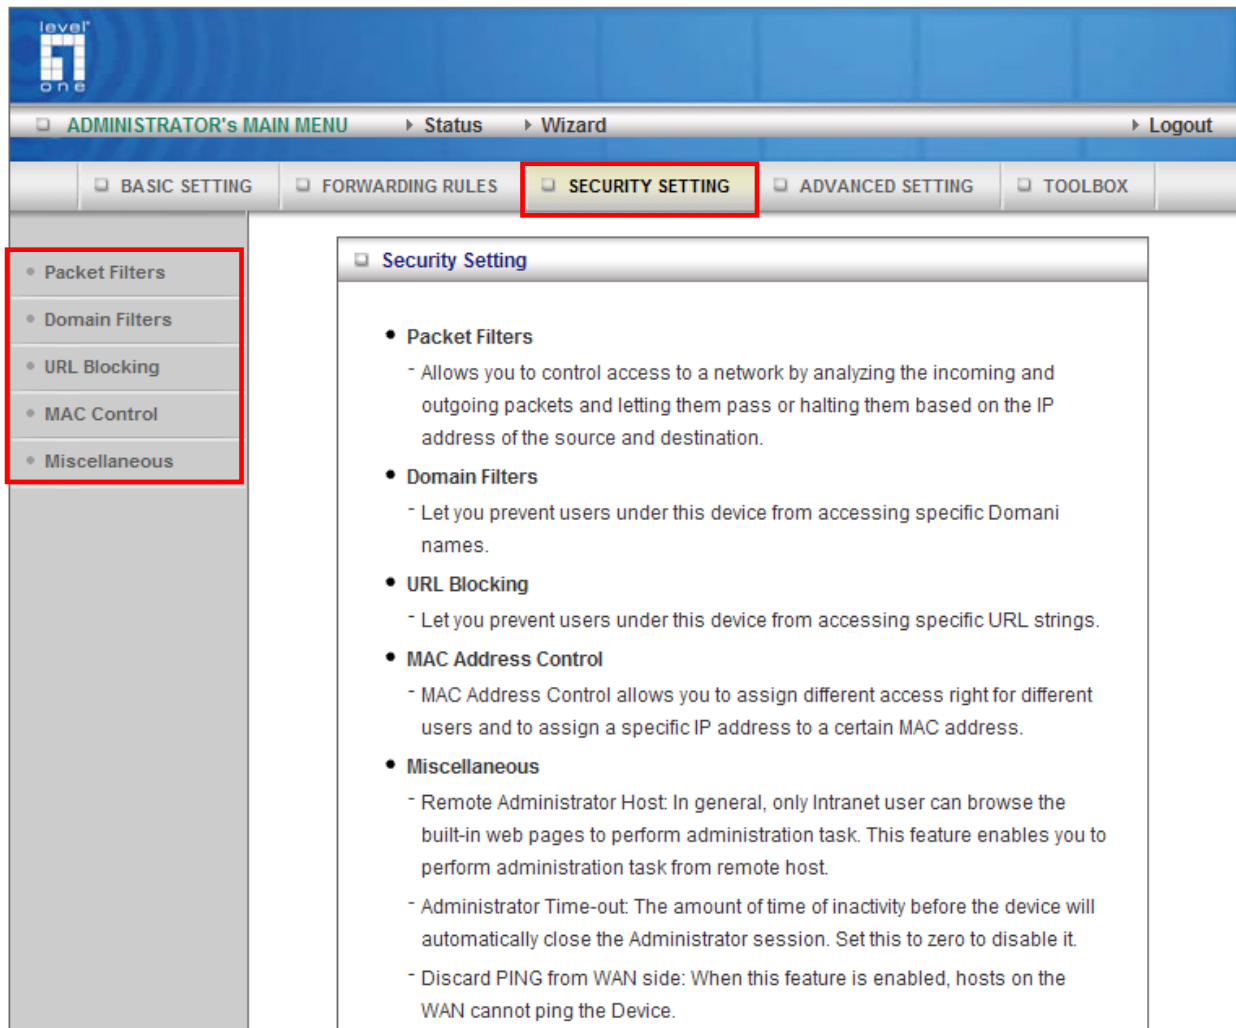 level
one
ADMINISTRATOR's MAIN MENU Status Wizard Logout
BASIC SETTING FORWARDING RULES SECURITY SETTING ADVANCED SETTING TOOLBOX
Packet Filters
Domain Filters
URL Blocking
MAC Control
Miscellaneous
Security Setting
• Packet Filters
- Allows you to control access to a network by analyzing the incoming and
outgoing packets and letting them pass or halting them based on the IP
address of the source and destination.
• Domain Filters
- Let you prevent users under this device from accessing specific Domani
names.
• URL Blocking
- Let you prevent users under this device from accessing specific URL strings.
• MAC Address Control
- MAC Address Control allows you to assign different access right for different
users and to assign a specific IP address to a certain MAC address.
• Miscellaneous
- Remote Administrator Host: In general, only Intranet user can browse the
built-in web pages to perform administration task. This feature enables you to
perform administration task from remote host.
- Administrator Time-out: The amount of time of inactivity before the device will
automatically close the Administrator session. Set this to zero to disable it.
- Discard PING from WAN side: When this feature is enabled, hosts on the
WAN cannot ping the Device.